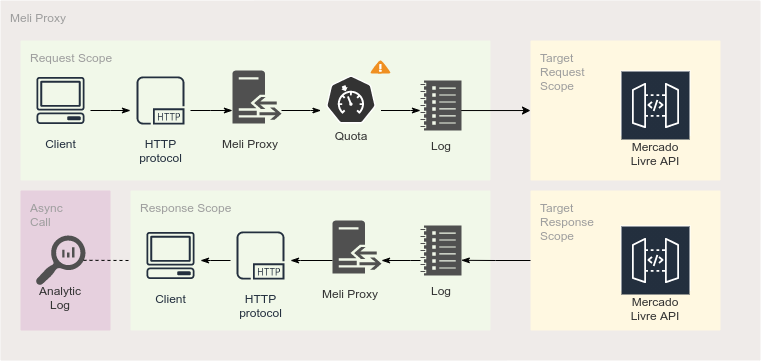 Meli Proxy
Request Scope
Client
HTTP
HTTP
protocol
Meli Proxy
Quota
Log
Target
Request
Scope
Mercado
Livre API
Async
Call
Analytic
Log
Response Scope
Client
HTTP
HTTP
protocol
Meli Proxy
Log
Target
Response
Scope
Mercado
Livre API